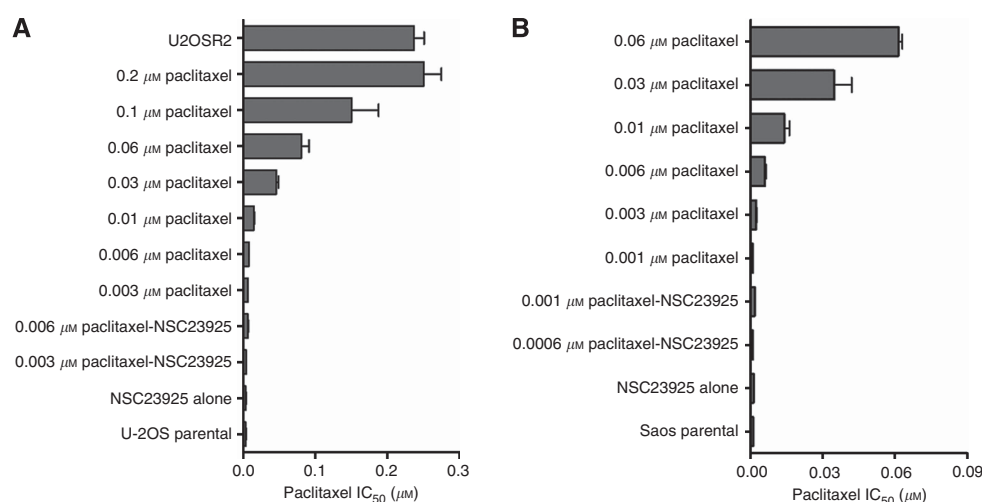 A
U2OSR2
0.2 μM paclitaxel
0.1 μM paclitaxel
0.06 μM paclitaxel
0.03 μM paclitaxel
0.01 μM paclitaxel
0.006 μM paclitaxel
0.003 μM paclitaxel
0.006 μM paclitaxel-NSC23925
0.003 μM paclitaxel-NSC23925
NSC23925 alone
U-2OS parental
0.0 0.1 0.2 0.3
Paclitaxel IC50 (μM)
B
0.06 μM paclitaxel
0.03 μM paclitaxel
0.01 μM paclitaxel
0.006 μM paclitaxel
0.003 μM paclitaxel
0.001 μM paclitaxel
0.001 μM paclitaxel-NSC23925
0.0006 μM paclitaxel-NSC23925
NSC23925 alone
Saos parental
0.00 0.03 0.06 0.09
Paclitaxel IC50 (μM)